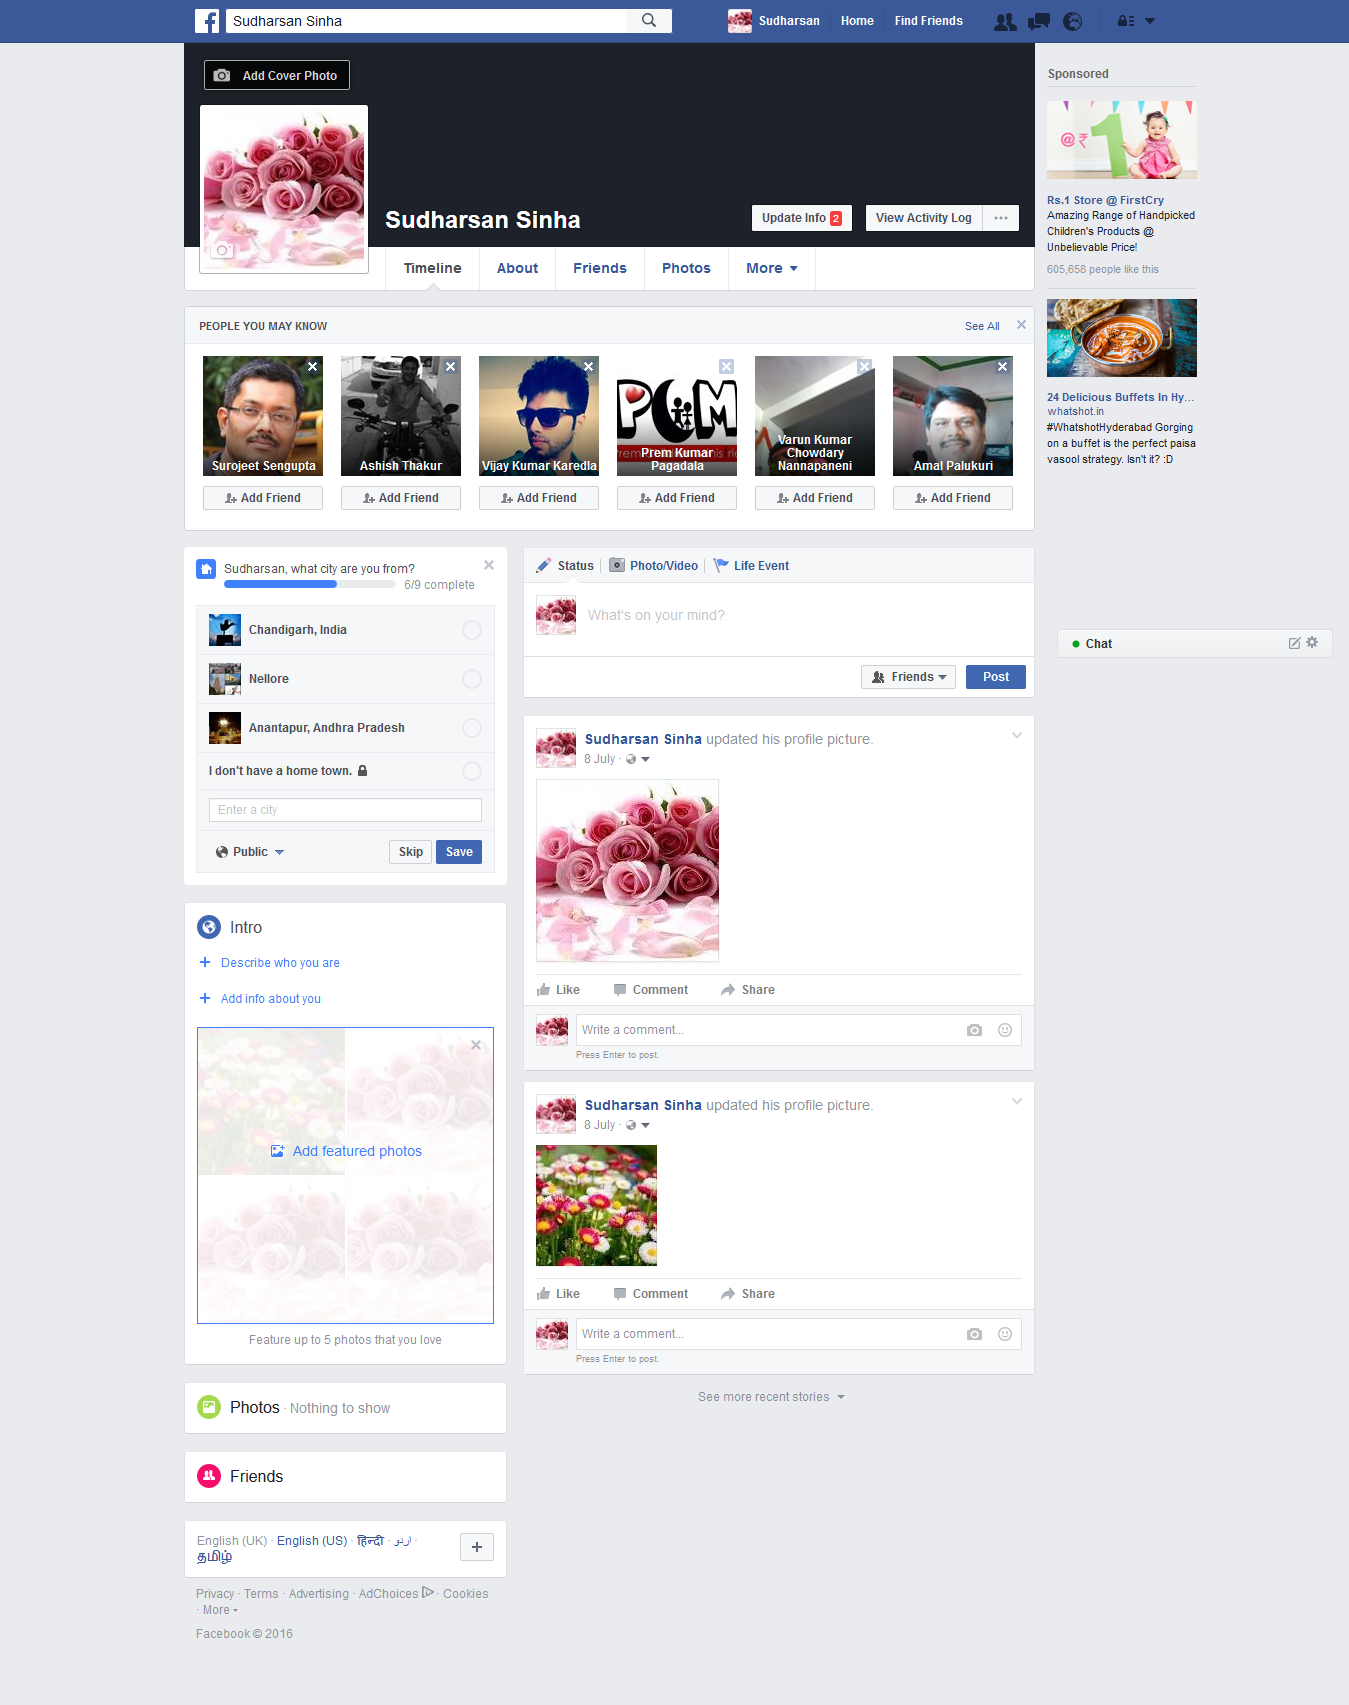 Sudharsan Sinha
Sudharsan
Home
Find Friends
Add Cover Photo
Sudharsan Sinha
Update Info 2
View Activity Log
Timeline
About
Friends
Photos
More
PEOPLE YOU MAY KNOW
See All
Surojeet Sengupta
Ashish Thakur
Vijay Kumar Karedla
Prem Kumar
Pagadala
Varun Kumar
Chowdary
Nannapaneni
Amal Palukuri
Add Friend
Add Friend
Add Friend
Add Friend
Add Friend
Add Friend
Sudharsan, what city are you from?
6/9 complete
Chandigarh, India
Nellore
Anantapur, Andhra Pradesh
I don't have a home town.
Enter a city
Public
Skip
Save
Intro
Describe who you are
Add info about you
Add featured photos
Feature up to 5 photos that you love
Photos · Nothing to show
Friends
English (UK) · English (US) · हिन्दी · اردو ·
தமிழ்
Privacy · Terms · Advertising · AdChoices · Cookies
· More
Facebook © 2016
Status
Photo/Video
Life Event
What's on your mind?
Friends
Post
Sudharsan Sinha updated his profile picture.
8 July ·
Like
Comment
Share
Write a comment...
Press Enter to post.
Sudharsan Sinha updated his profile picture.
8 July ·
Like
Comment
Share
Write a comment...
Press Enter to post.
See more recent stories
Sponsored
@ ₹ 1
Rs.1 Store @ FirstCry
Amazing Range of Handpicked
Children's Products @
Unbelievable Price!
605,658 people like this
24 Delicious Buffets In Hy...
whatshot.in
#WhatshotHyderabad Gorging
on a buffet is the perfect paisa
vasool strategy. Isn't it? :D
Chat